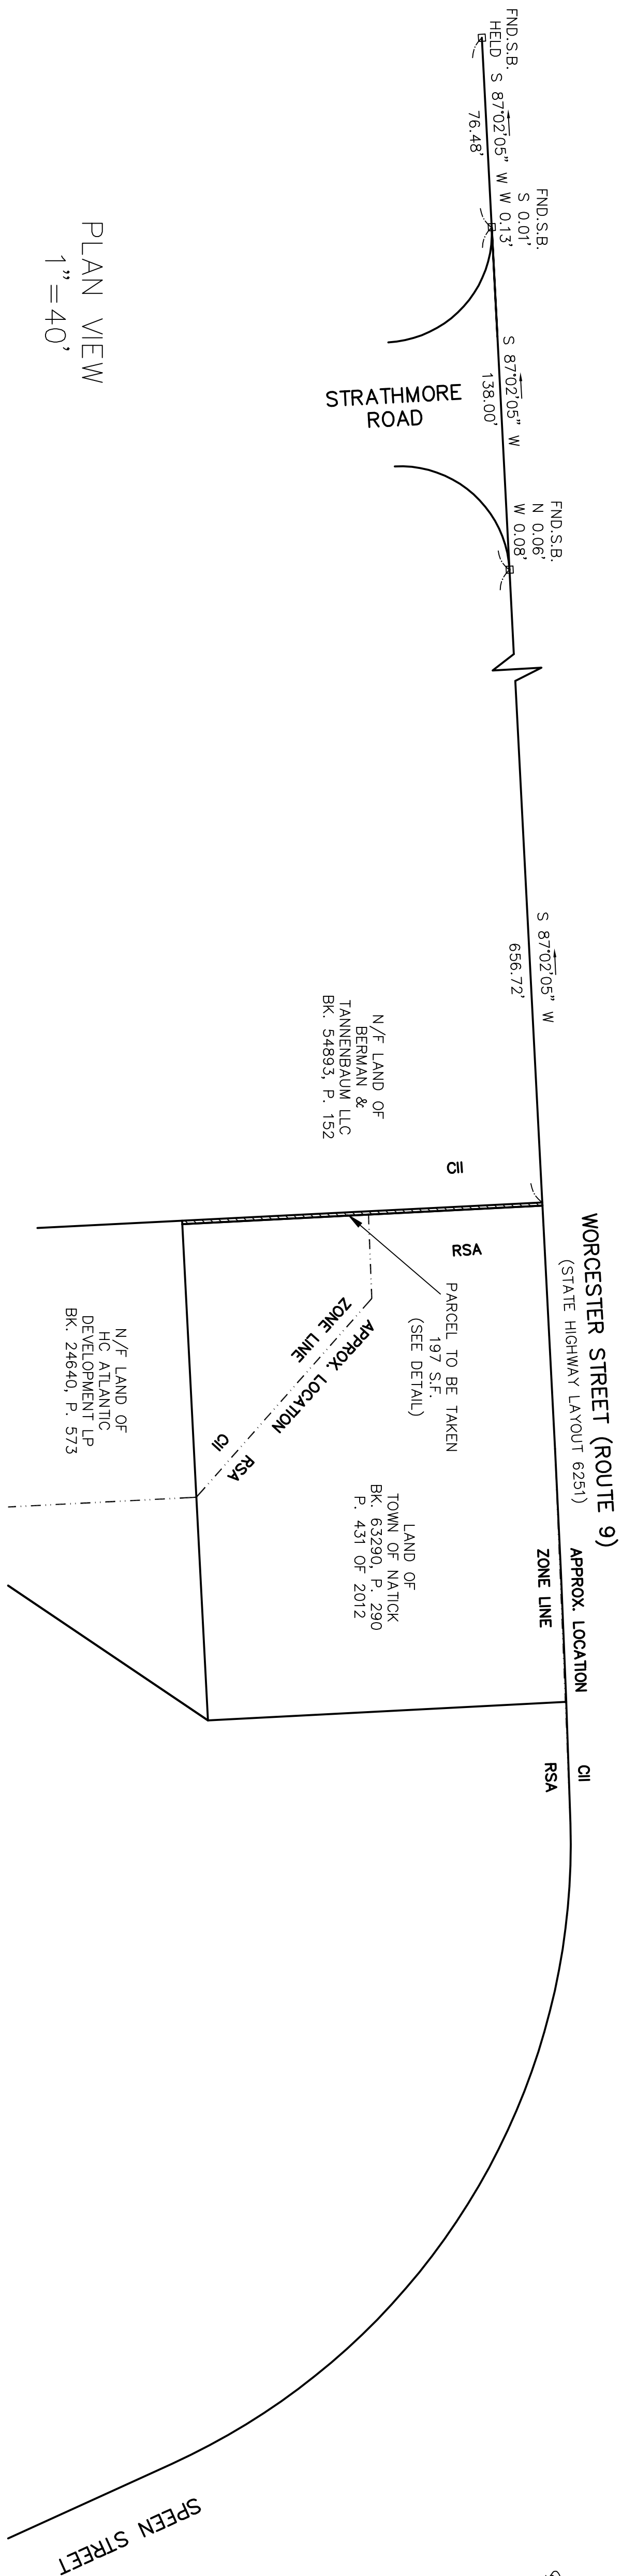 FND.S.B.
HELD
S 87°02'05" W
76.48'
FND.S.B.
S 0.01'
W 0.13'
S 87°02'05" W
138.00'
STRATHMORE
ROAD
FND.S.B.
N 0.06'
W 0.08'
PLAN VIEW
1"=40'
S 87°02'05" W
656.72'
N/F LAND OF
BERMAN &
TANNENBAUM LLC
BK. 54893, P. 152
CII
RSA
WORCESTER STREET (ROUTE 9)
(STATE HIGHWAY LAYOUT 6251)
PARCEL TO BE TAKEN
197 S.F.
(SEE DETAIL)
APPROX. LOCATION
ZONE LINE
RSA
CII
N/F LAND OF
HC ATLANTIC
DEVELOPMENT LP
BK. 24640, P. 573
LAND OF
TOWN OF NATICK
BK. 63290, P. 290
P. 431 OF 2012
APPROX. LOCATION
ZONE LINE
CII
RSA
SPEEN STREET